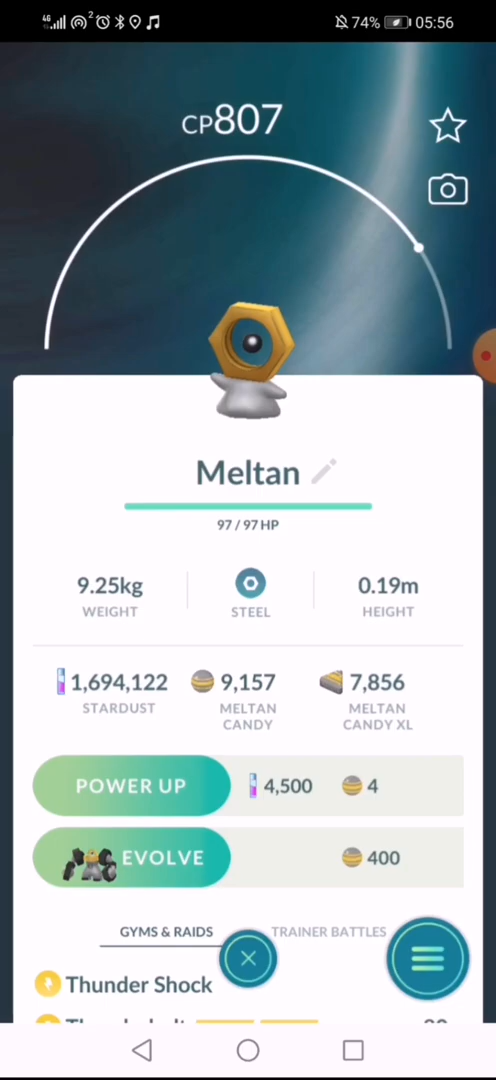 4G 2 74% 05:56
CP807
Meltan
97 / 97 HP
9.25kg
WEIGHT
STEEL
0.19m
HEIGHT
1,694,122
STARDUST
9,157
MELTAN
CANDY
7,856
MELTAN
CANDY XL
POWER UP 4,500 4
EVOLVE 400
GYMS & RAIDS TRAINER BATTLES
Thunder Shock